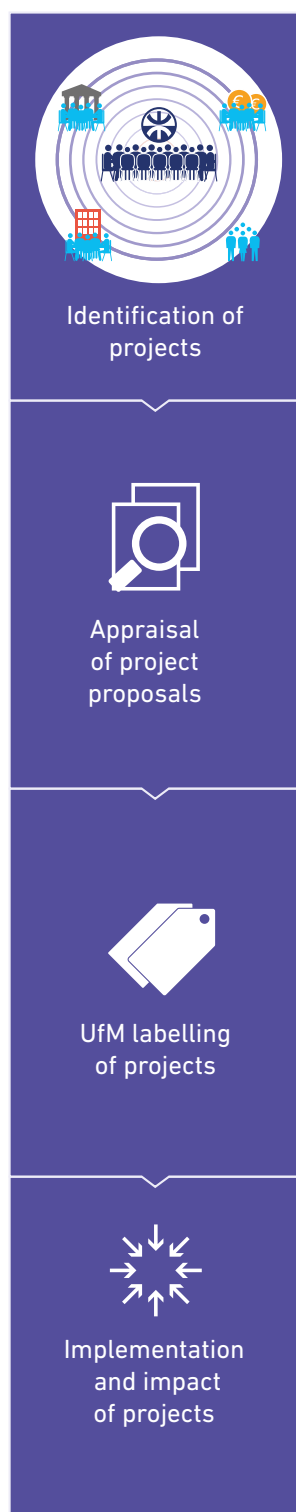 Identification of
projects
Appraisal
of project
proposals
UfM labelling
of projects
Implementation
and impact
of projects